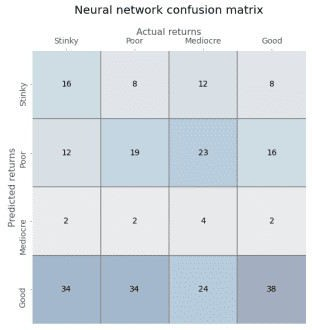 Neural network confusion matrix
Actual returns
Stinky Poor Mediocre Good
Predicted returns
Stinky 16 8 12 8
Poor 12 19 23 16
Mediocre 2 2 4 2
Good 34 34 24 38